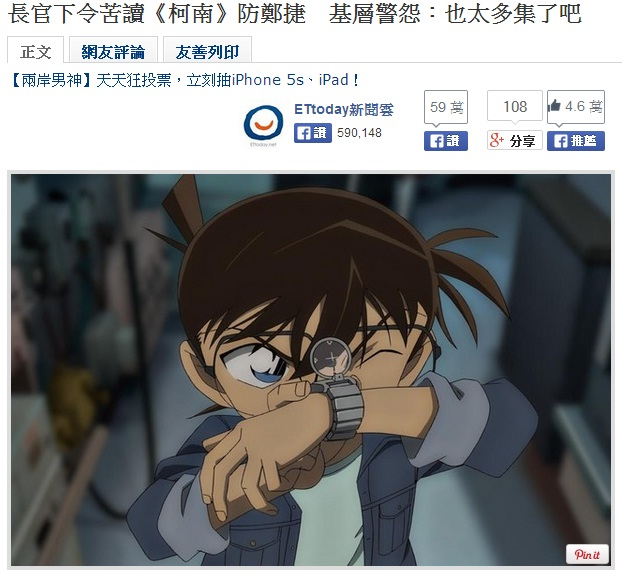 長官下令苦讀《柯南》防鄭捷　基層警怨：也太多集了吧
正文 網友評論 友善列印
【兩岸男神】天天狂投票，立刻抽iPhone 5s、iPad！
ETtoday新聞雲
讚 590,148
59 萬
讚
108
g+ 分享
4.6 萬
推薦
ETtoday.net
Pin it